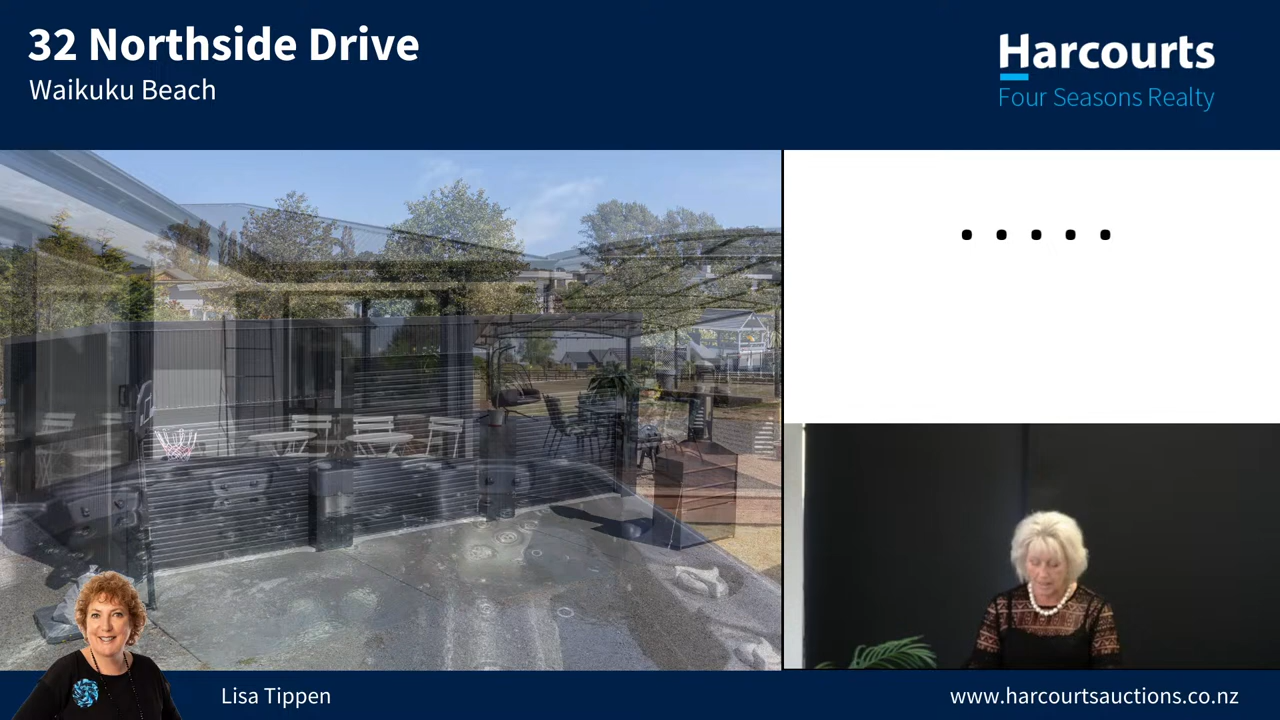 32 Northside Drive
Waikuku Beach
Harcourts
Four Seasons Realty
.....
Lisa Tippen
www.harcourtsauctions.co.nz